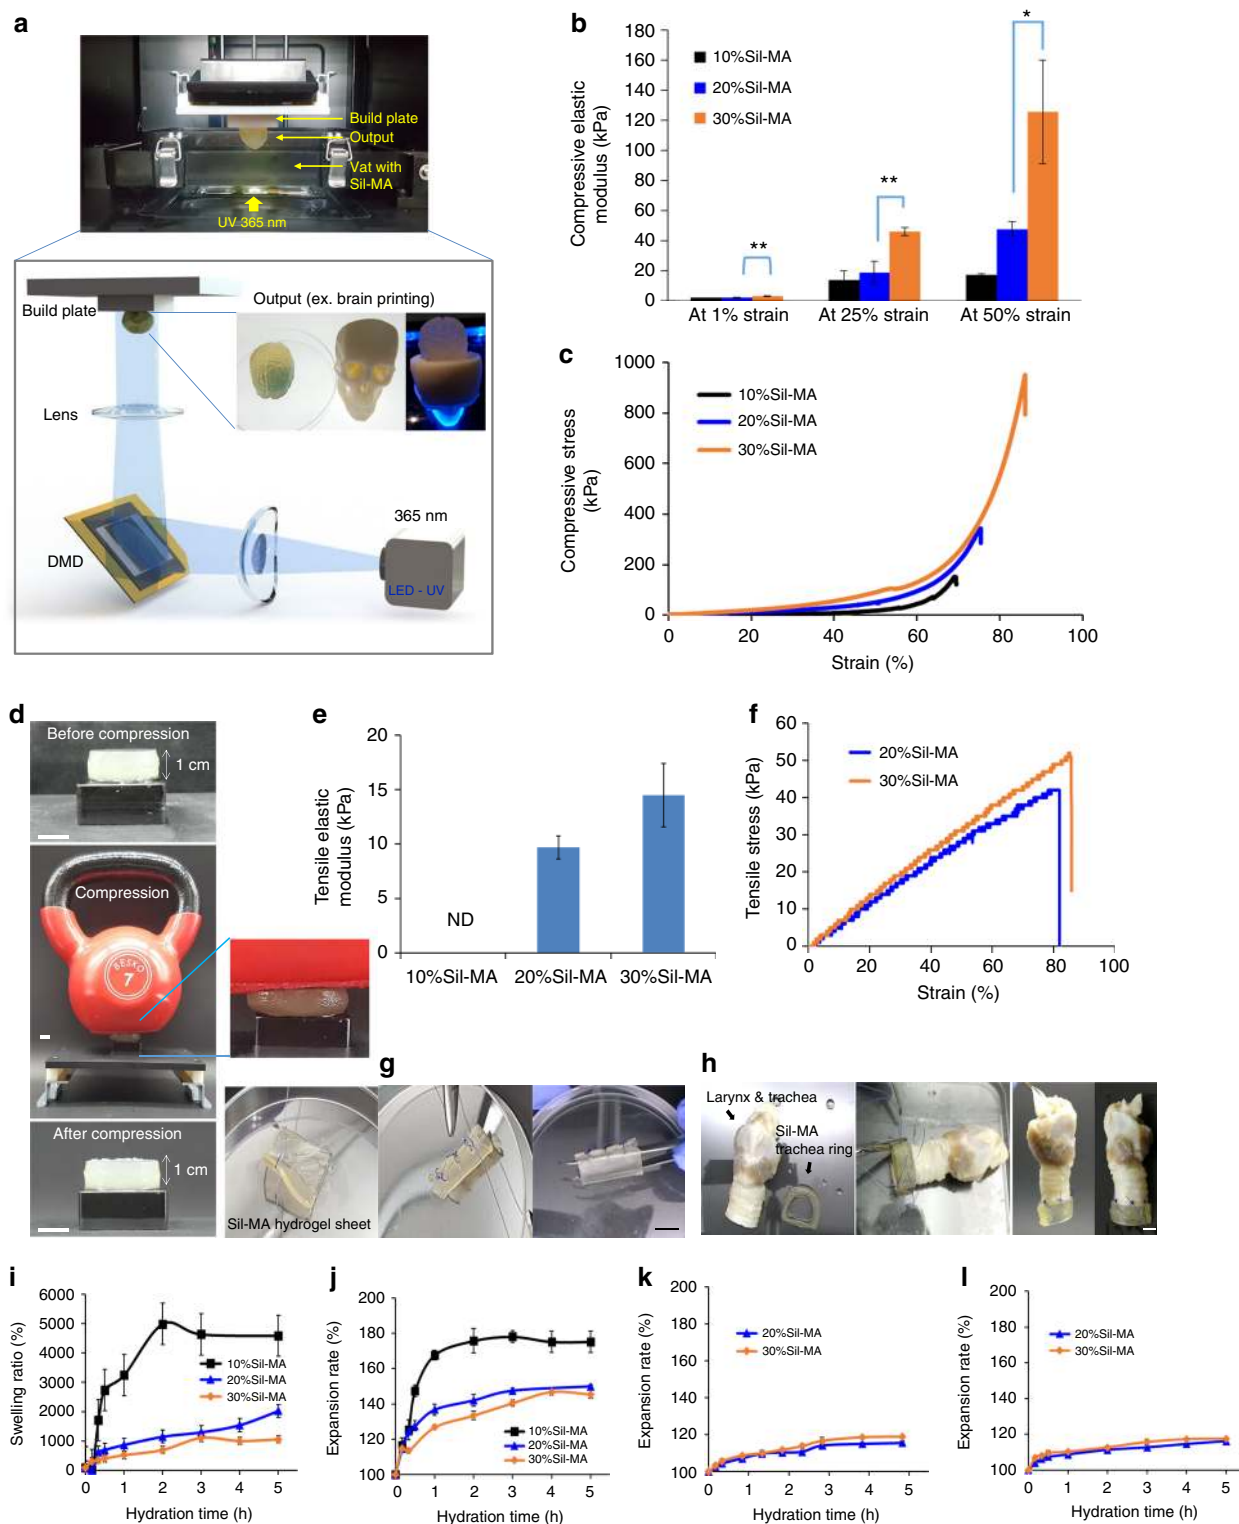 a
Build plate
Output
Vat with
Sil-MA
UV 365 nm
Build plate
Output (ex. brain printing)
Lens
DMD
365 nm
LED - UV
b
Compressive elastic
modulus (kPa)
180
160
140
120
100
80
60
40
20
0
10%Sil-MA
20%Sil-MA
30%Sil-MA
**
**
*
At 1% strain
At 25% strain
At 50% strain
c
Compressive stress
(kPa)
1000
800
600
400
200
0
10%Sil-MA
20%Sil-MA
30%Sil-MA
0 20 40 60 80 100
Strain (%)
d
Before compression
1 cm
Compression
BESKO
7
After compression
1 cm
e
Tensile elastic
modulus (kPa)
20
15
10
5
0
ND
10%Sil-MA 20%Sil-MA 30%Sil-MA
f
Tensile stress (kPa)
60
50
40
30
20
10
0
20%Sil-MA
30%Sil-MA
0 20 40 60 80 100
Strain (%)
g
Sil-MA hydrogel sheet
h
Larynx & trachea
Sil-MA
trachea ring
i
Swelling ratio (%)
6000
5000
4000
3000
2000
1000
0
10%Sil-MA
20%Sil-MA
30%Sil-MA
0 1 2 3 4 5
Hydration time (h)
j
Expansion rate (%)
200
180
160
140
120
100
10%Sil-MA
20%Sil-MA
30%Sil-MA
0 1 2 3 4 5
Hydration time (h)
k
Expansion rate (%)
200
180
160
140
120
100
20%Sil-MA
30%Sil-MA
0 1 2 3 4 5
Hydration time (h)
l
Expansion rate (%)
200
180
160
140
120
100
20%Sil-MA
30%Sil-MA
0 1 2 3 4 5
Hydration time (h)